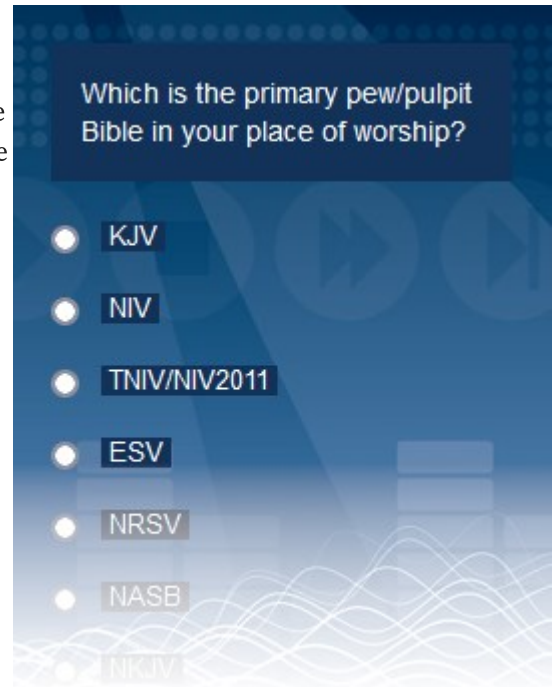 Which is the primary pew/pulpit
Bible in your place of worship?
KJV
NIV
TNIV/NIV2011
ESV
NRSV
NASB
NKJV